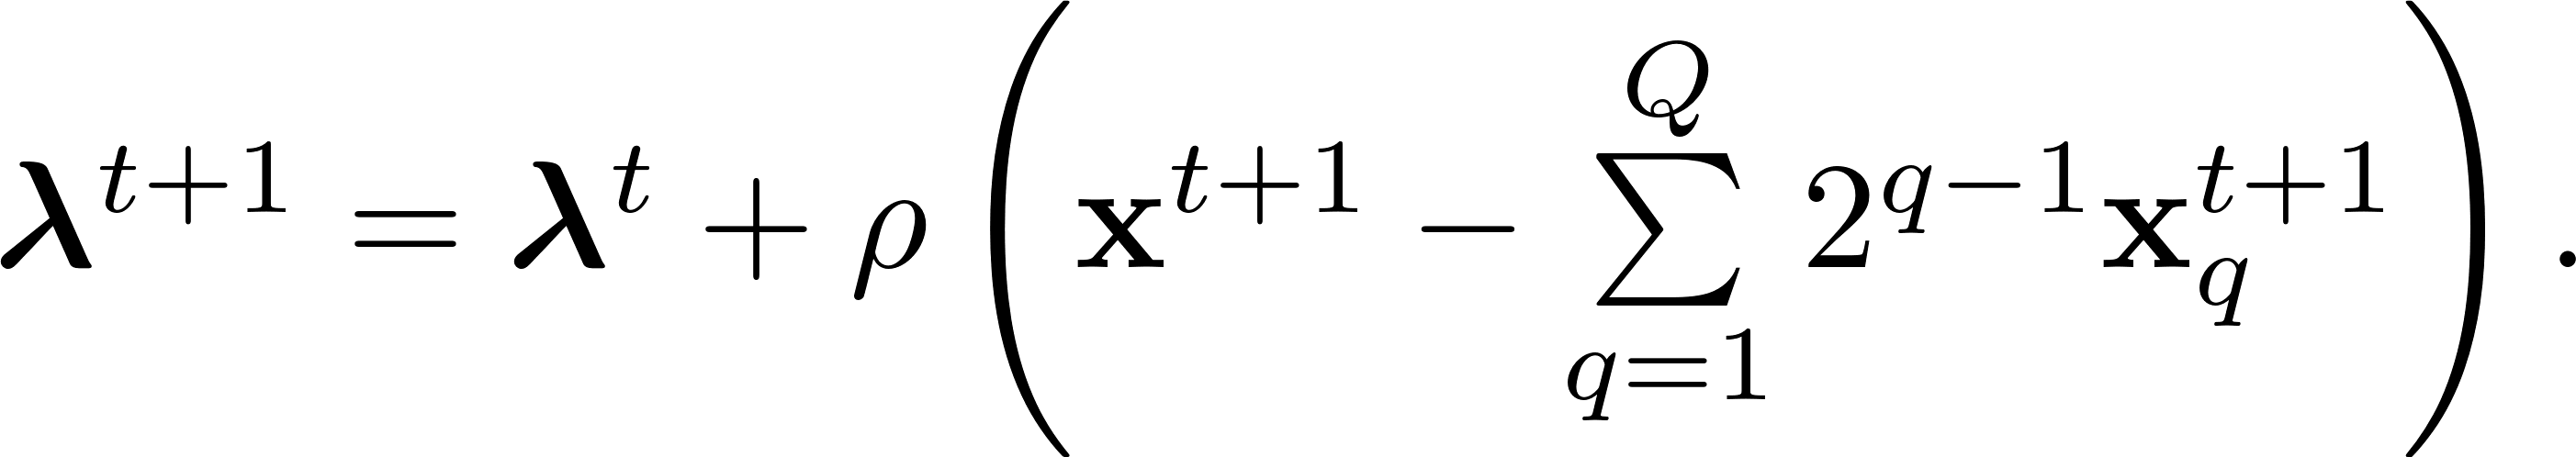 $\boldsymbol{\lambda}^{t+1} = \boldsymbol{\lambda}^{t} + \rho \left( \mathbf{x}^{t+1} - \sum_{q=1}^{Q} 2^{q-1} \mathbf{x}_{q}^{t+1} \right).$